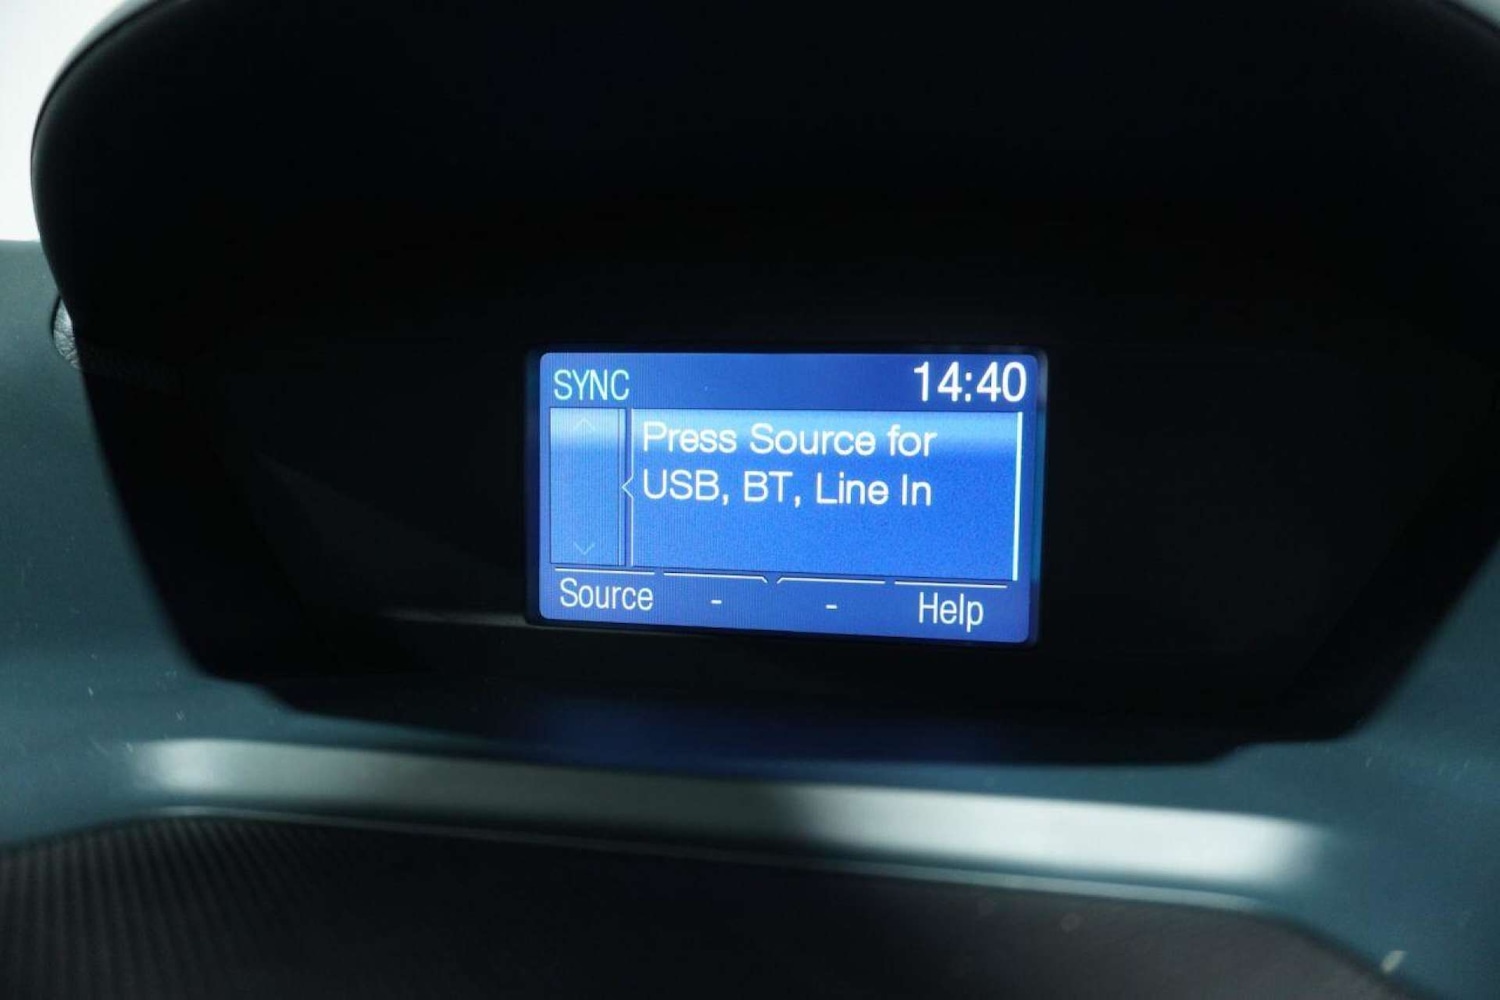 SYNC 14:40
Press Source for
USB, BT, Line In
Source - - Help